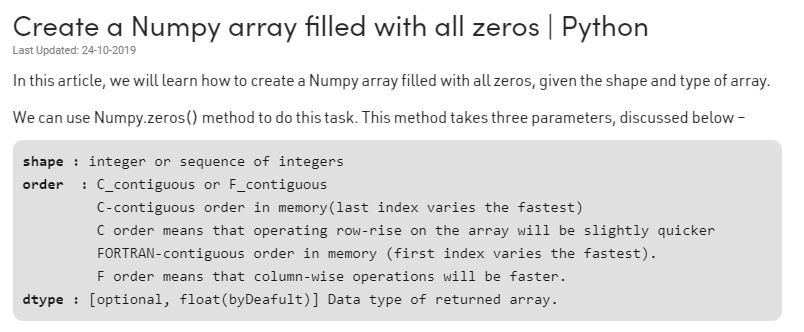 Create a Numpy array filled with all zeros | Python
Last Updated: 24-10-2019
In this article, we will learn how to create a Numpy array filled with all zeros, given the shape and type of array.
We can use Numpy.zeros() method to do this task. This method takes three parameters, discussed below –
shape : integer or sequence of integers
order  : C_contiguous or F_contiguous
C-contiguous order in memory(last index varies the fastest)
C order means that operating row-rise on the array will be slightly quicker
FORTRAN-contiguous order in memory (first index varies the fastest).
F order means that column-wise operations will be faster.
dtype : [optional, float(byDeafult)] Data type of returned array.